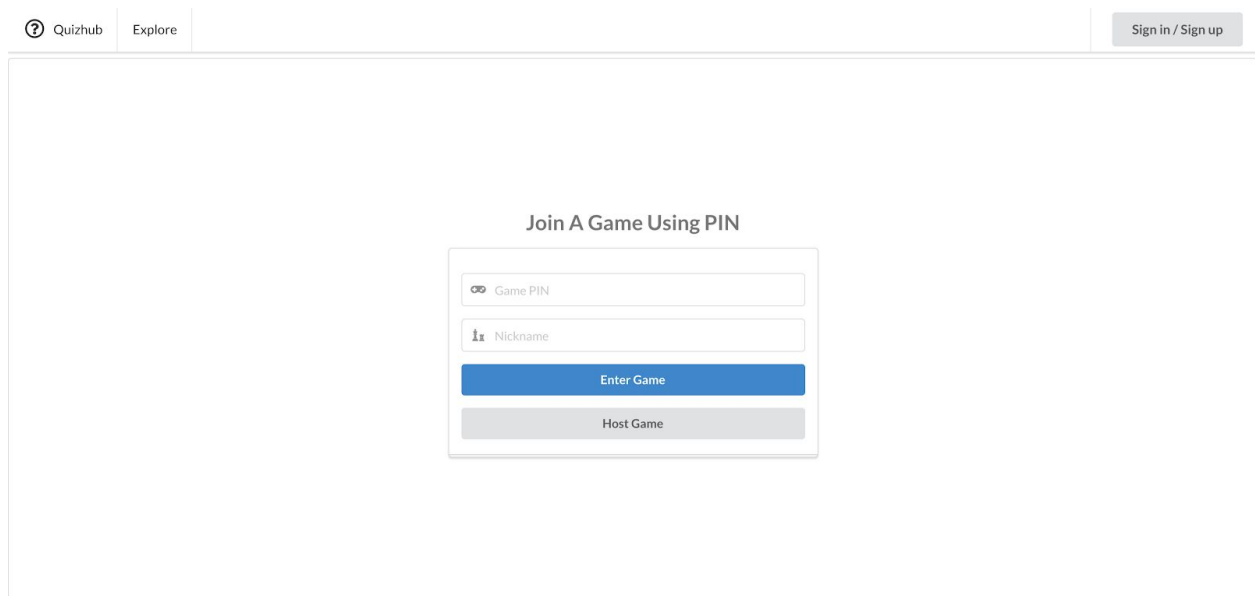 Quizhub Explore Sign in / Sign up
Join A Game Using PIN
Game PIN
Nickname
Enter Game
Host Game